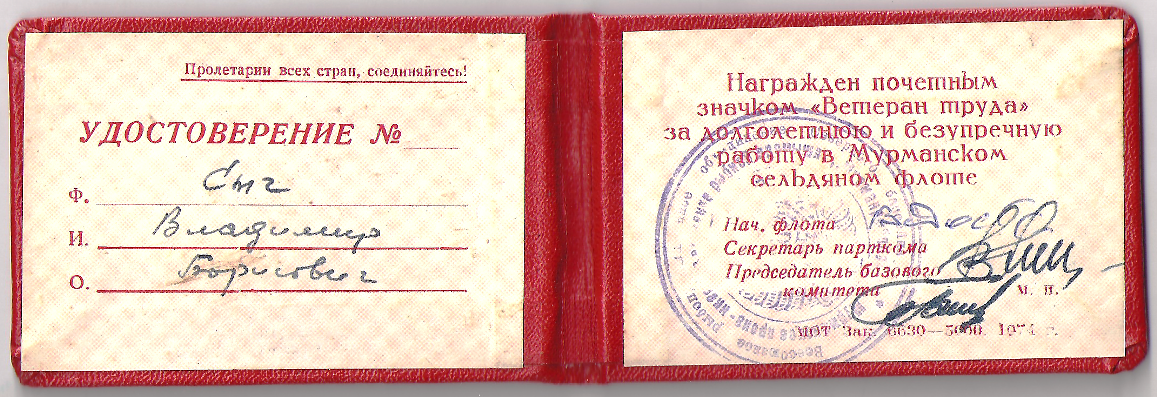 Пролетарии всех стран, соединяйтесь!
УДОСТОВЕРЕНИЕ №
Ф. Сыч
И. Владимир
О. Борисович
Награжден почетным
значком «Ветеран труда»
за долголетнюю и безупречную
работу в Мурманском
сельдяном флоте
Нач. флота
Секретарь парткома
Председатель базового
комитета
М. П.
МОТ Зак. 6630—5000. 1974 г.